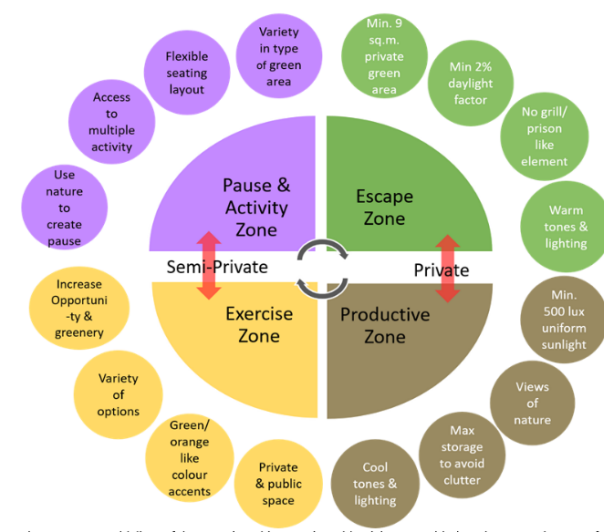 Variety
in type
of green
area
Flexible
seating
layout
Access
to
multiple
activity
Use
nature
to
create
pause
Min. 9
sq.m.
private
green
area
Min 2%
daylight
factor
No grill/
prison
like
element
Warm
tones &
lighting
Pause &
Activity
Zone
Escape
Zone
Semi-Private
Private
Exercise
Zone
Productive
Zone
Increase
Opportuni
-ty &
greenery
Variety
of
options
Green/
orange
like
colour
accents
Private
& public
space
Min.
500 lux
uniform
sunlight
Views
of
nature
Max
storage
to avoid
clutter
Cool
tones &
lighting